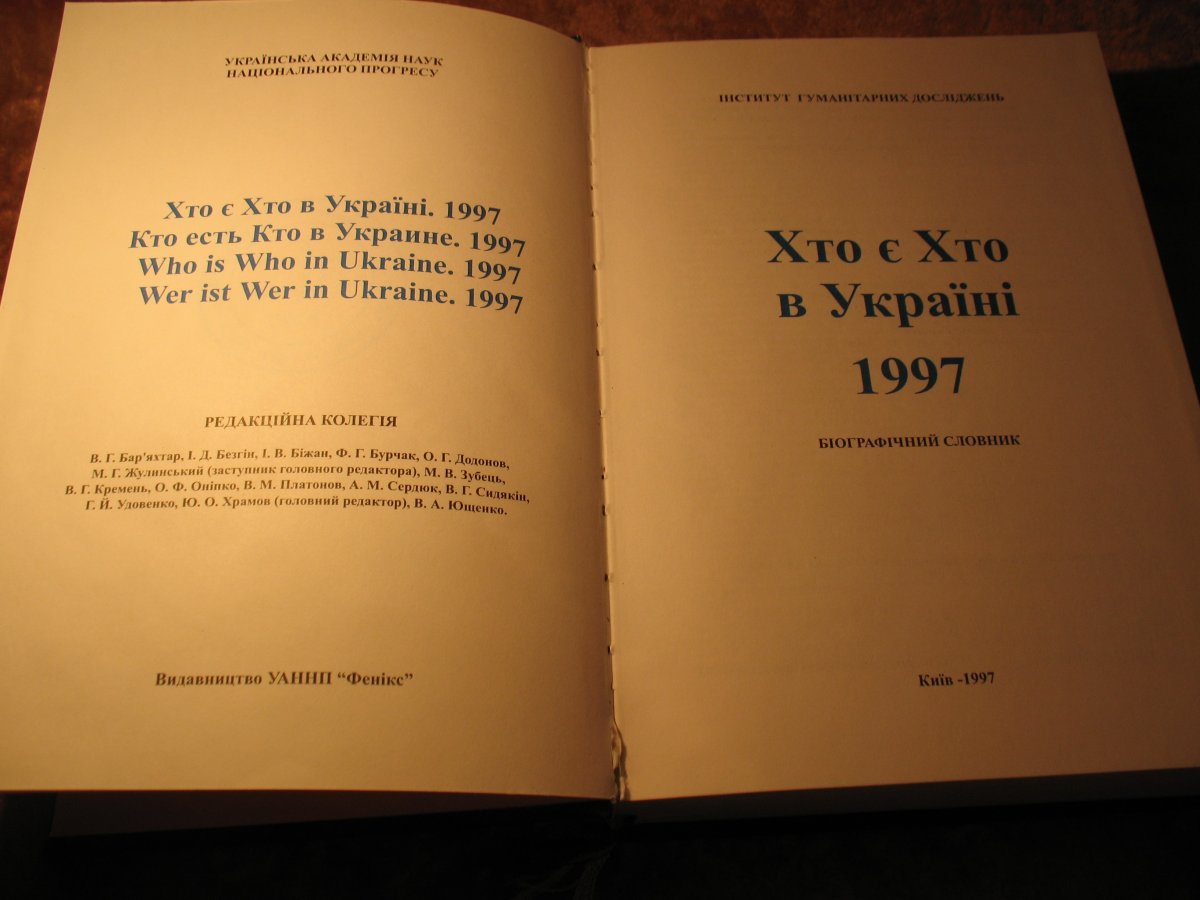 УКРАЇНСЬКА АКАДЕМІЯ НАУК
НАЦІОНАЛЬНОГО ПРОГРЕСУ
Хто є Хто в Україні. 1997
Кто есть Кто в Украине. 1997
Who is Who in Ukraine. 1997
Wer ist Wer in Ukraine. 1997
РЕДАКЦІЙНА КОЛЕГІЯ
В. Г. Бар'яхтар, І. Д. Безгін, І. В. Біжан, Ф. Г. Бурчак, О. Г. Додонов,
М. Г. Жулинський (заступник головного редактора), М. В. Зубець,
В. Г. Кремень, О. Ф. Оніпко, В. М. Платонов, А. М. Сердюк, В. Г. Сидякін,
Г. Й. Удовенко, Ю. О. Храмов (головний редактор), В. А. Ющенко.
Видавництво УАННП “Фенікс”
ІНСТИТУТ ГУМАНІТАРНИХ ДОСЛІДЖЕНЬ
Хто є Хто
в Україні
1997
БІОГРАФІЧНИЙ СЛОВНИК
Київ -1997